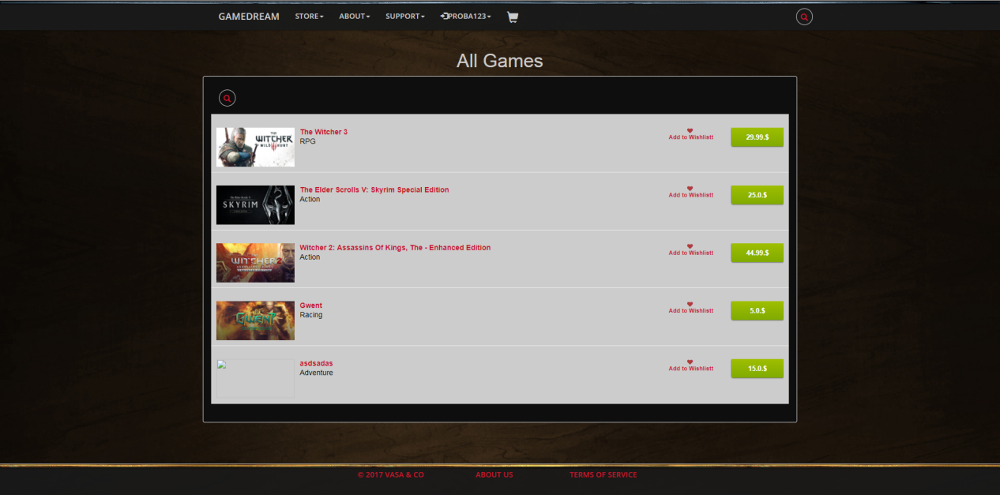 GAMEDREAM STORE ABOUT SUPPORT PROBA123
All Games
THE
WITCHER
WILD HUNT
The Witcher 3
RPG
Add to Wishlistt
29.99.$
SKYRIM
The Elder Scrolls V: Skyrim Special Edition
Action
Add to Wishlistt
25.0.$
WITCHER 2
Witcher 2: Assassins Of Kings, The - Enhanced Edition
Action
Add to Wishlistt
44.99.$
GWENT
Gwent
Racing
Add to Wishlistt
5.0.$
asdsadas
Adventure
Add to Wishlistt
15.0.$
© 2017 VASA & CO ABOUT US TERMS OF SERVICE